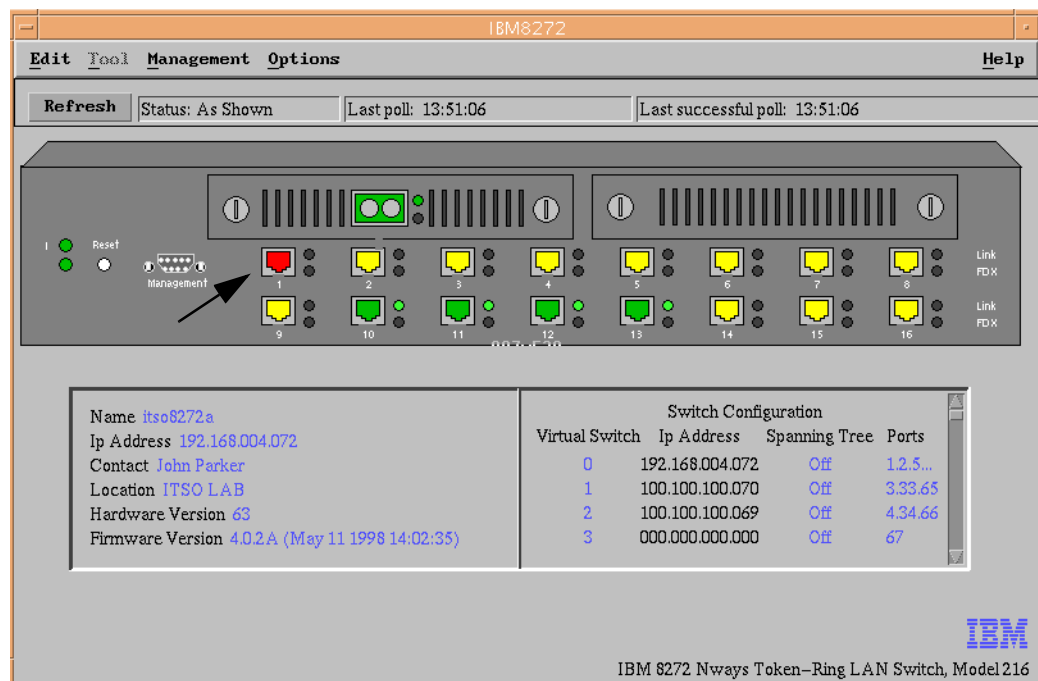 IBM8272
Edit Tool Management Options Help
Refresh Status: As Shown Last poll: 13:51:06 Last successful poll: 13:51:06
I Reset
Management
1 2 3 4 5 6 7 8
Link
FDX
9 10 11 12 13 14 15 16
Link
FDX
Name itso8272a
Ip Address 192.168.004.072
Contact John Parker
Location ITSO LAB
Hardware Version 63
Firmware Version 4.0.2A (May 11 1998 14:02:35)
Switch Configuration
Virtual Switch Ip Address Spanning Tree Ports
0 192.168.004.072 Off 1.2.5...
1 100.100.100.070 Off 3.33.65
2 100.100.100.069 Off 4.34.66
3 000.000.000.000 Off 67
IBM
IBM 8272 Nways Token-Ring LAN Switch, Model 216